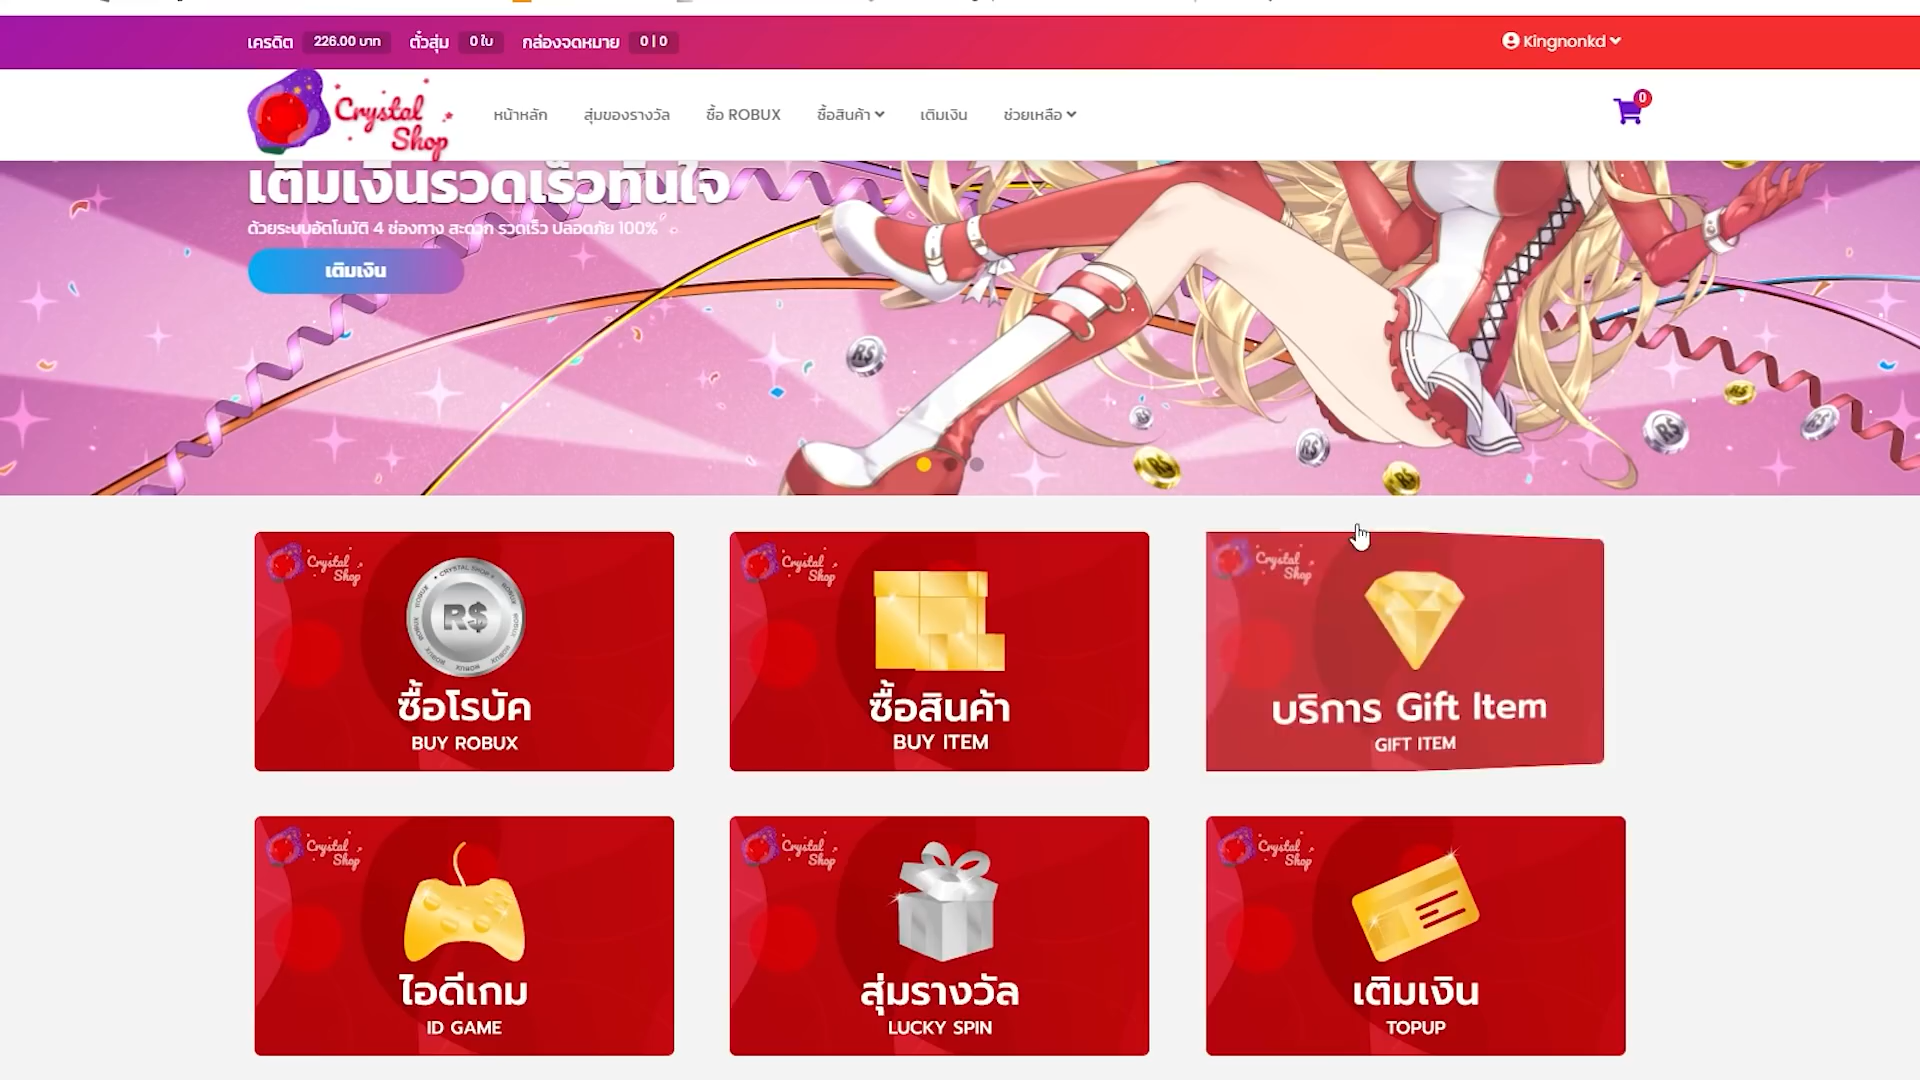 เครดิต 226.00 บาท ตั๋วสุ่ม 0 ใบ กล่องจดหมาย 0 | 0 Kingnonkd
Crystal Shop
หน้าหลัก สุ่มของรางวัล ซื้อ ROBUX ซื้อสินค้า เติมเงิน ช่วยเหลือ 0
เติมเงินรวดเร็วทันใจ
ด้วยระบบอัตโนมัติ 4 ช่องทาง สะดวก รวดเร็ว ปลอดภัย 100%
เติมเงิน
Crystal Shop
R$
ซื้อโรบัค
BUY ROBUX
Crystal Shop
ซื้อสินค้า
BUY ITEM
Crystal Shop
บริการ Gift Item
GIFT ITEM
Crystal Shop
ไอดีเกม
ID GAME
Crystal Shop
สุ่มรางวัล
LUCKY SPIN
Crystal Shop
เติมเงิน
TOPUP